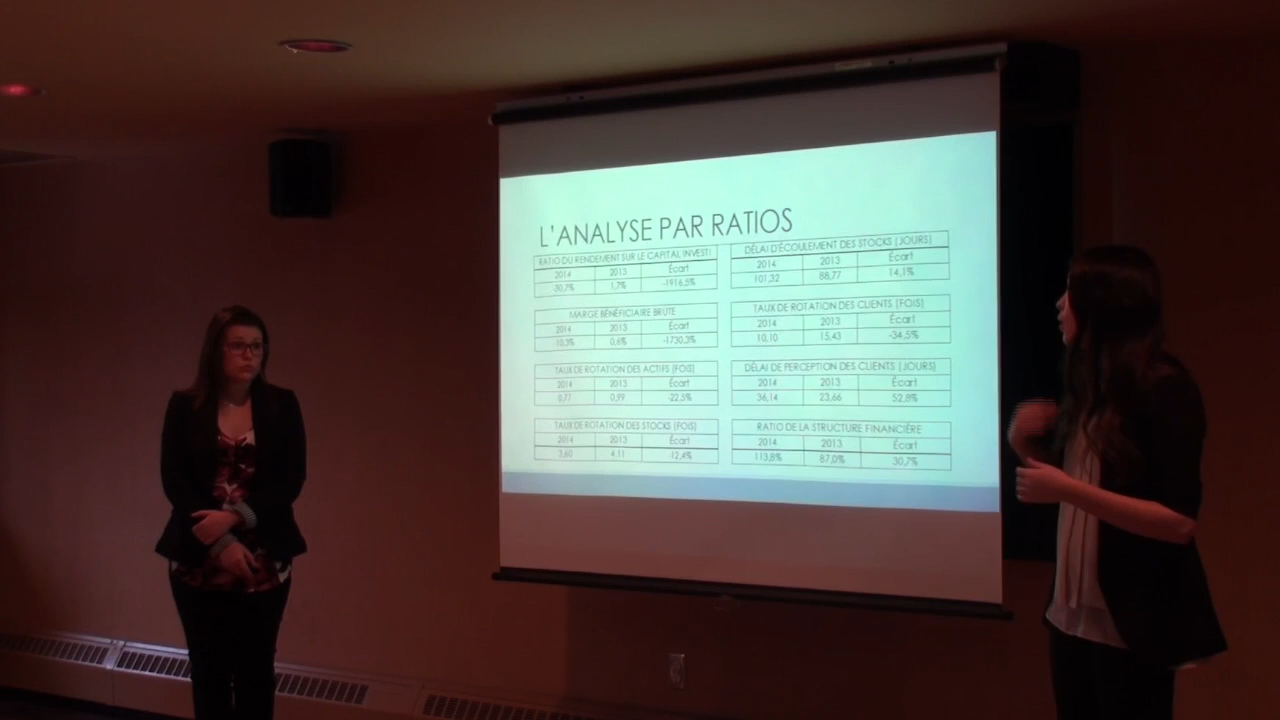 L'ANALYSE PAR RATIOS
RATIO DU RENDEMENT SUR LE CAPITAL INVESTI
2014 2013 Écart
-30,7% 1,7% -1916,5%
MARGE BÉNÉFICIAIRE BRUTE
2014 2013 Écart
-10,3% 0,6% -1730,3%
TAUX DE ROTATION DES ACTIFS (FOIS)
2014 2013 Écart
0,77 0,99 -22,5%
TAUX DE ROTATION DES STOCKS (FOIS)
2014 2013 Écart
3,60 4,11 -12,4%
DÉLAI D'ÉCOULEMENT DES STOCKS (JOURS)
2014 2013 Écart
101,32 88,77 14,1%
TAUX DE ROTATION DES CLIENTS (FOIS)
2014 2013 Écart
10,10 15,43 -34,5%
DÉLAI DE PERCEPTION DES CLIENTS (JOURS)
2014 2013 Écart
36,14 23,66 52,8%
RATIO DE LA STRUCTURE FINANCIÈRE
2014 2013 Écart
113,8% 87,0% 30,7%